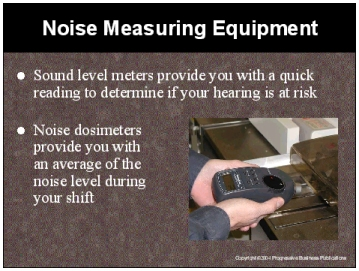 Noise Measuring Equipment
Sound level meters provide you with a quick
reading to determine if your hearing is at risk
Noise dosimeters
provide you with
an average of the
noise level during
your shift
Copyright ©2004 Progressive Business Publications